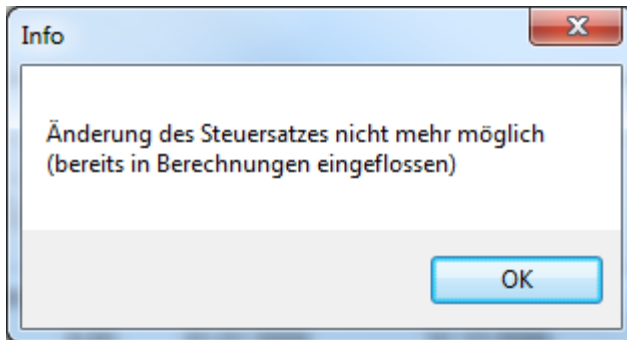 Info
Änderung des Steuersatzes nicht mehr möglich
(bereits in Berechnungen eingeflossen)
OK